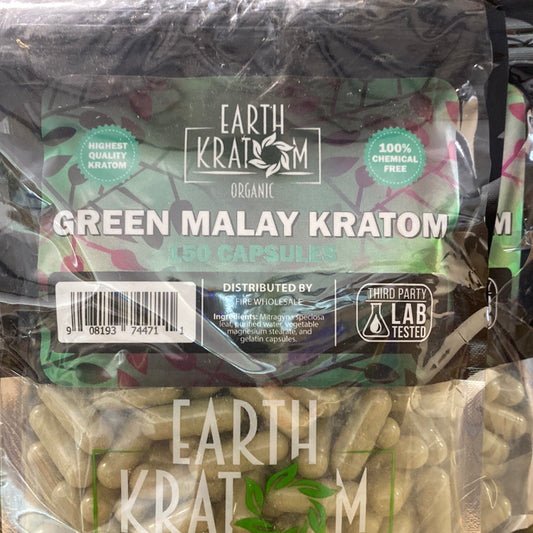 EARTH
KRATOM
ORGANIC
HIGHEST
QUALITY
KRATOM
100%
CHEMICAL
FREE
GREEN MALAY KRATOM
M
150 CAPSULES
DISTRIBUTED BY
FIRE WHOLESALE
Ingredients: Mitragyna speciosa
leaf, purified water, vegetable
magnesium stearate, and
gelatin capsules.
THIRD PARTY
LAB
TESTED
9 08193 74471 1
EARTH
KRATOM